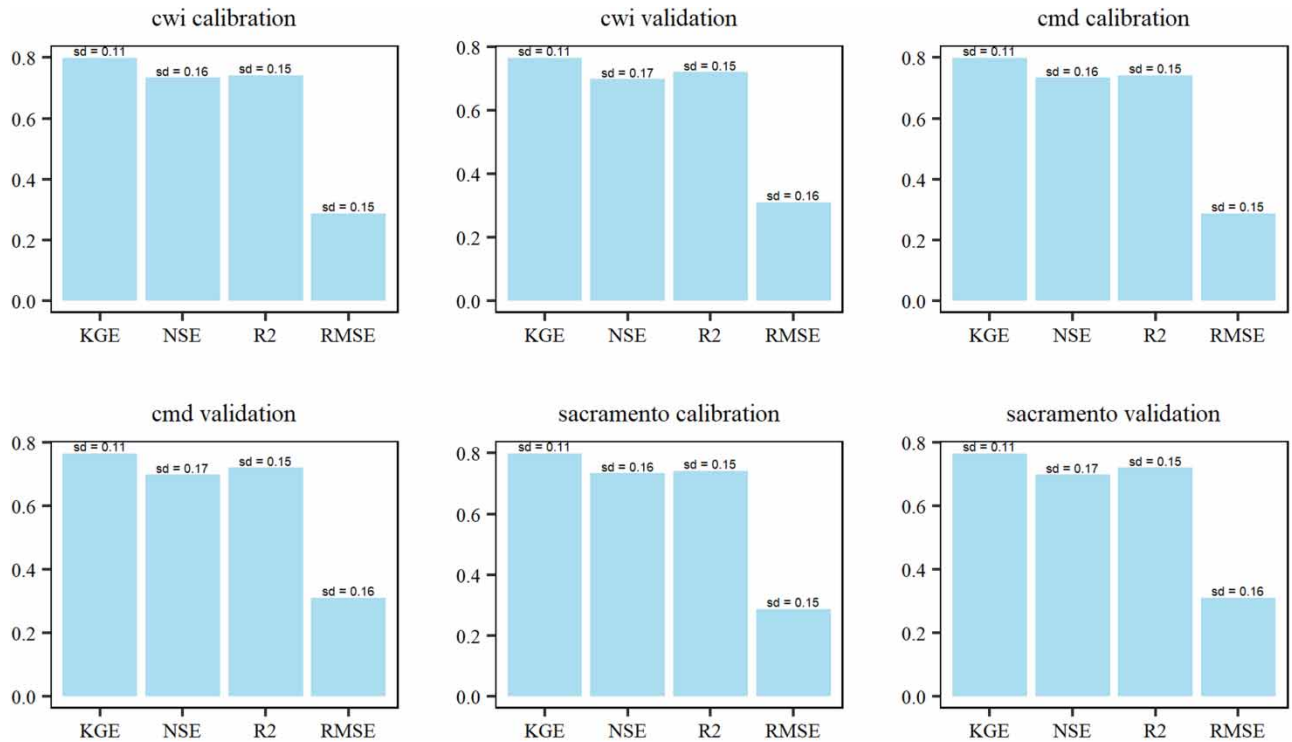 cwi calibration
sd = 0.11
sd = 0.16
sd = 0.15
sd = 0.15
0.8
0.6
0.4
0.2
0.0
KGE NSE R2 RMSE
cwi validation
sd = 0.11
sd = 0.17
sd = 0.15
sd = 0.16
0.8
0.6
0.4
0.2
0.0
KGE NSE R2 RMSE
cmd calibration
sd = 0.11
sd = 0.16
sd = 0.15
sd = 0.15
0.8
0.6
0.4
0.2
0.0
KGE NSE R2 RMSE
cmd validation
sd = 0.11
sd = 0.17
sd = 0.15
sd = 0.16
0.8
0.6
0.4
0.2
0.0
KGE NSE R2 RMSE
sacramento calibration
sd = 0.11
sd = 0.16
sd = 0.15
sd = 0.15
0.8
0.6
0.4
0.2
0.0
KGE NSE R2 RMSE
sacramento validation
sd = 0.11
sd = 0.17
sd = 0.15
sd = 0.16
0.8
0.6
0.4
0.2
0.0
KGE NSE R2 RMSE